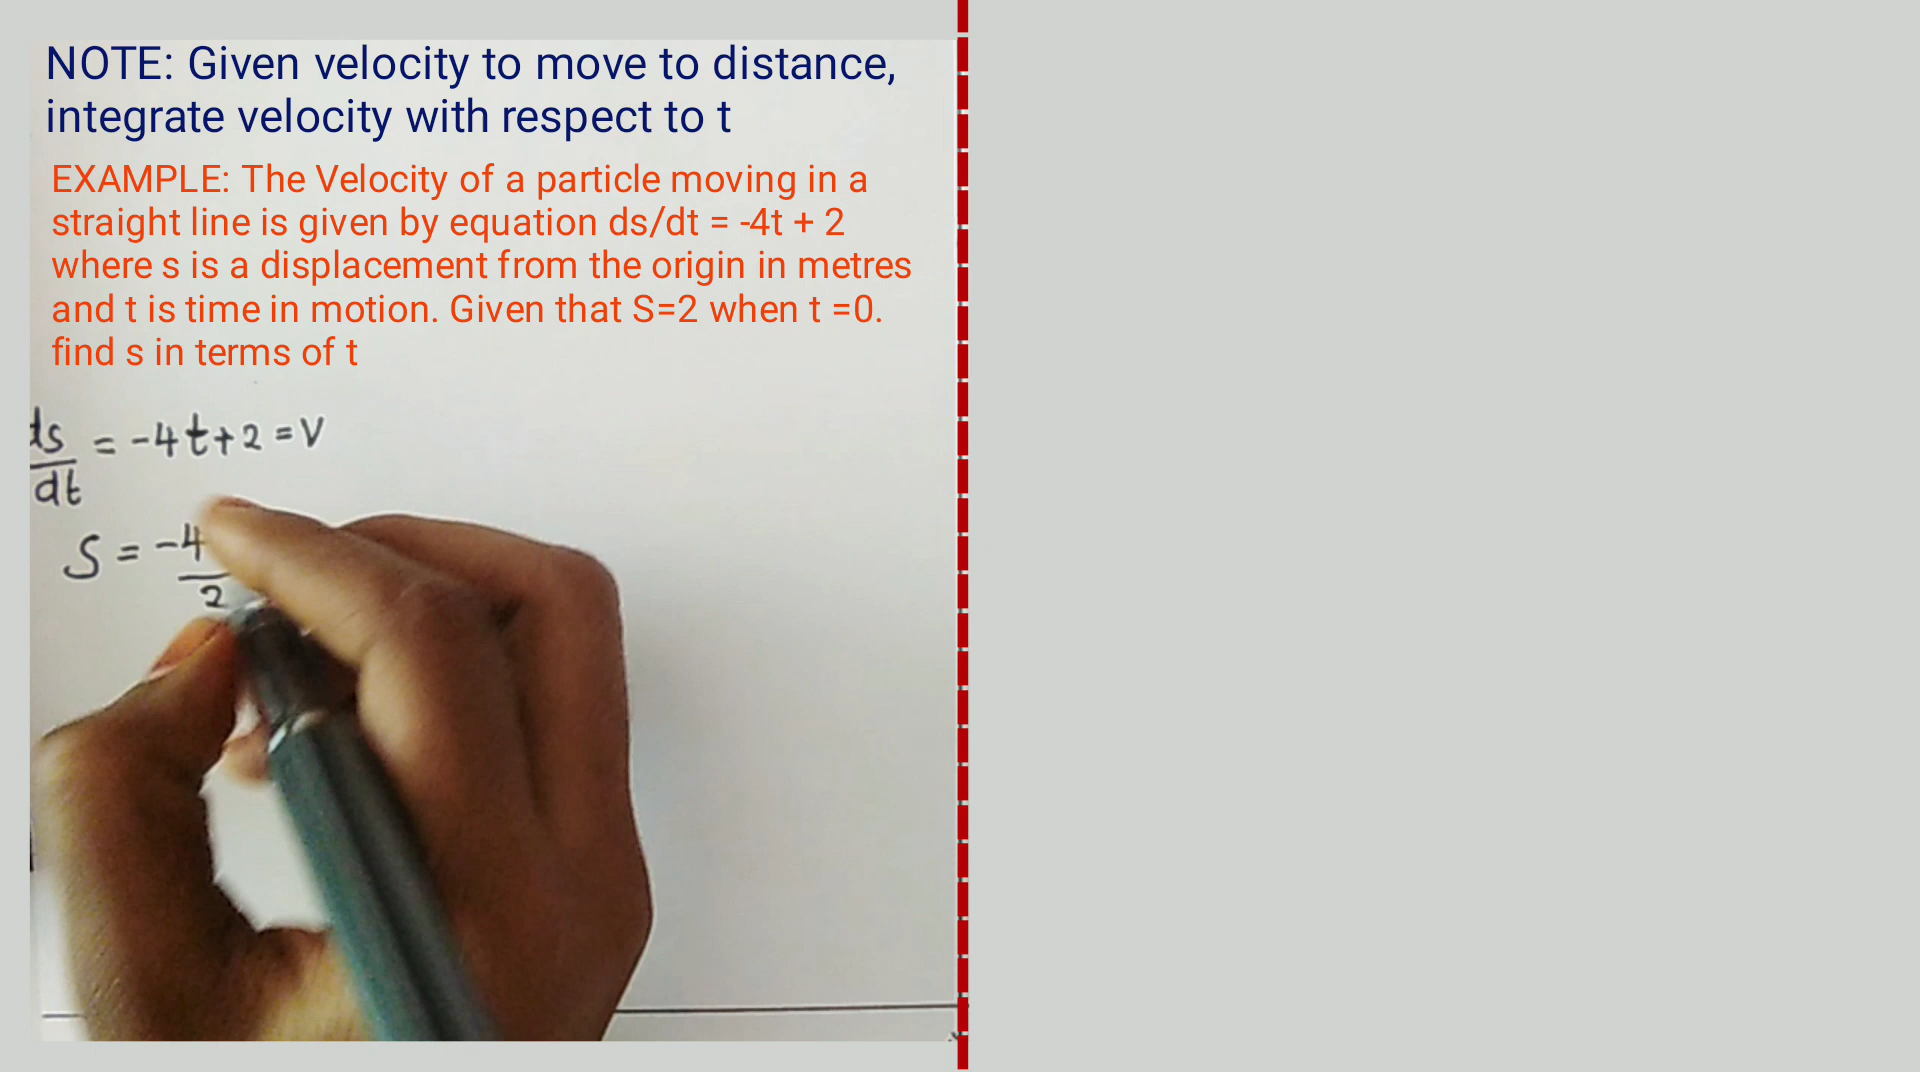 NOTE: Given velocity to move to distance,
integrate velocity with respect to t
EXAMPLE: The Velocity of a particle moving in a
straight line is given by equation ds/dt = -4t + 2
where s is a displacement from the origin in metres
and t is time in motion. Given that S=2 when t =0.
find s in terms of t
ds/dt = -4t+2 = V
S = -4/2